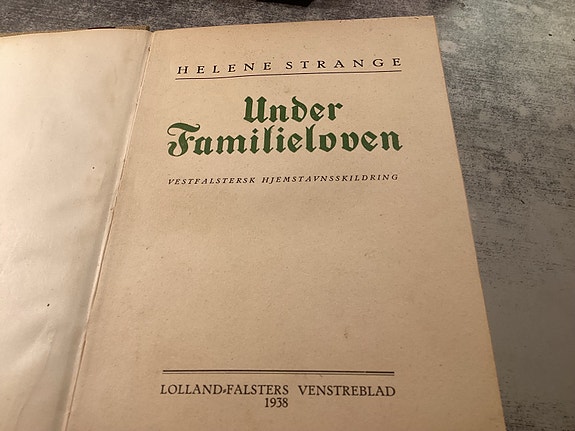 HELENE STRANGE
Under
Familieloven
VESTFALSTERSK HJEMSTAVNSSKILDRING
LOLLAND-FALSTERS VENSTREBLAD
1938